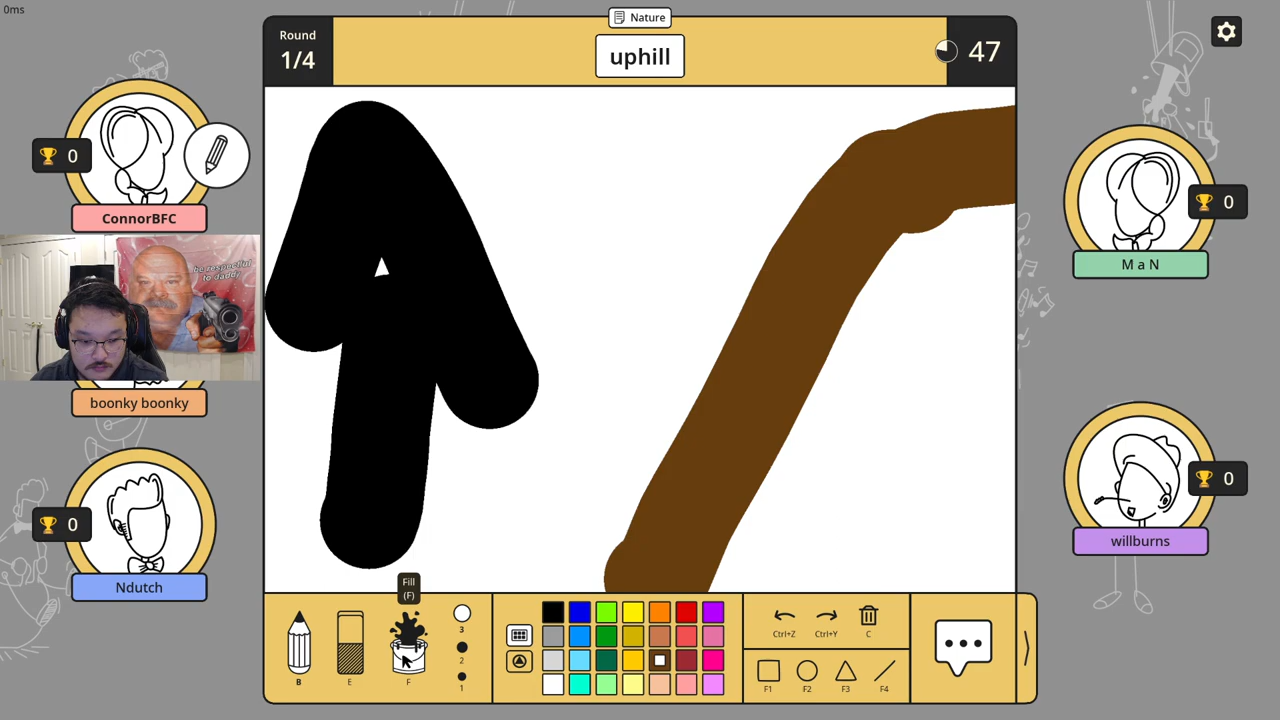 0ms
Nature
Round
1/4
uphill
47
0
ConnorBFC
be respectful
to daddy
boonky boonky
0
Ndutch
0
M a N
0
willburns
Fill
(F)
B
E
F
3
2
1
Ctrl+Z
Ctrl+Y
C
F1
F2
F3
F4